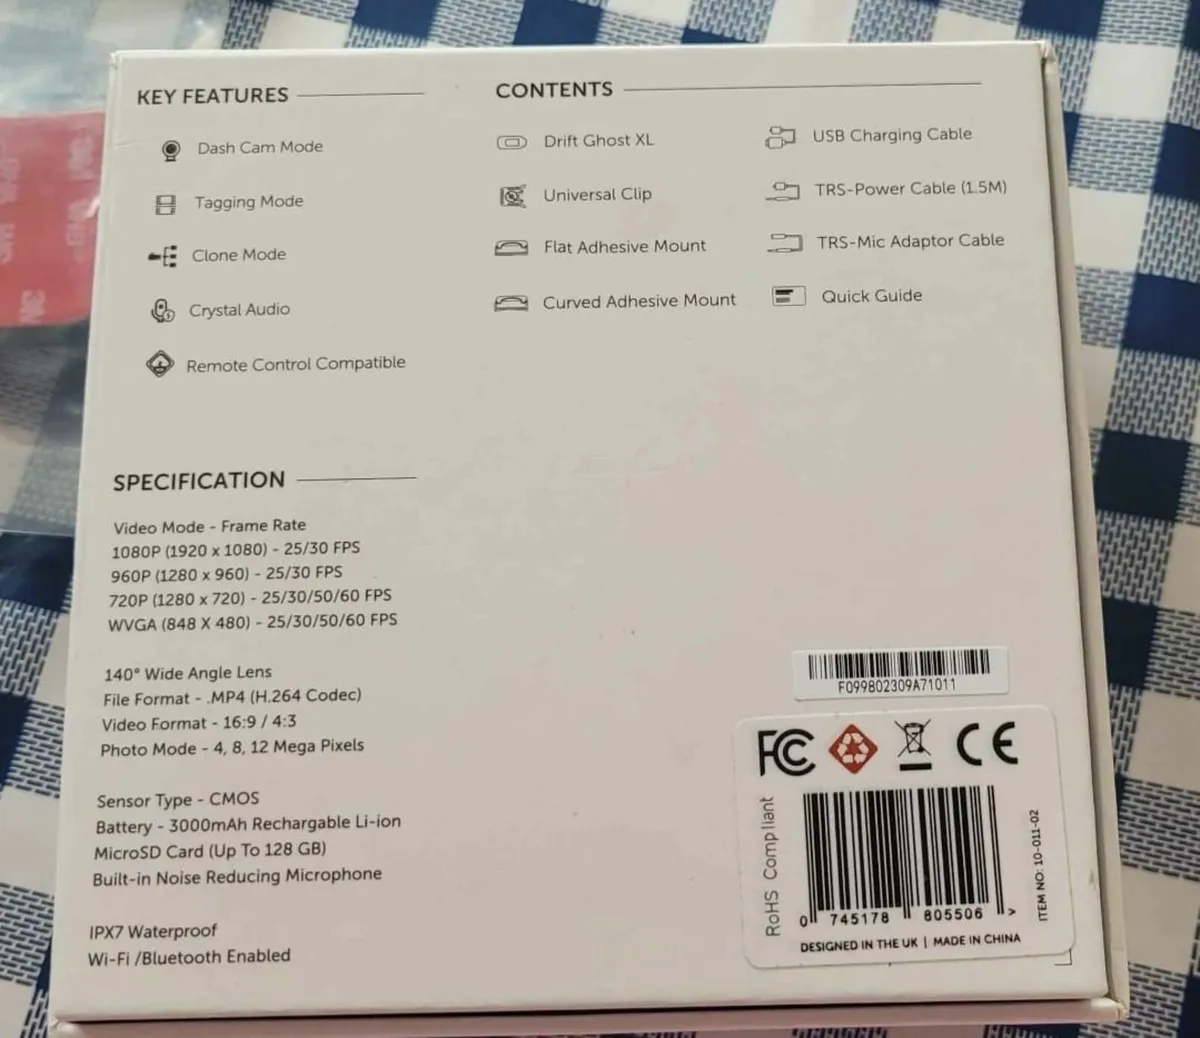 KEY FEATURES
Dash Cam Mode
Tagging Mode
Clone Mode
Crystal Audio
Remote Control Compatible
CONTENTS
Drift Ghost XL
Universal Clip
Flat Adhesive Mount
Curved Adhesive Mount
USB Charging Cable
TRS-Power Cable (1.5M)
TRS-Mic Adaptor Cable
Quick Guide
SPECIFICATION
Video Mode - Frame Rate
1080P (1920 x 1080) - 25/30 FPS
960P (1280 x 960) - 25/30 FPS
720P (1280 x 720) - 25/30/50/60 FPS
WVGA (848 X 480) - 25/30/50/60 FPS
140° Wide Angle Lens
File Format - .MP4 (H.264 Codec)
Video Format - 16:9 / 4:3
Photo Mode - 4, 8, 12 Mega Pixels
Sensor Type - CMOS
Battery - 3000mAh Rechargable Li-ion
MicroSD Card (Up To 128 GB)
Built-in Noise Reducing Microphone
IPX7 Waterproof
Wi-Fi /Bluetooth Enabled
F099802309A71011
FC CE
RoHS Compliant
0 745178 805506 >
ITEM NO: 10-011-02
DESIGNED IN THE UK | MADE IN CHINA